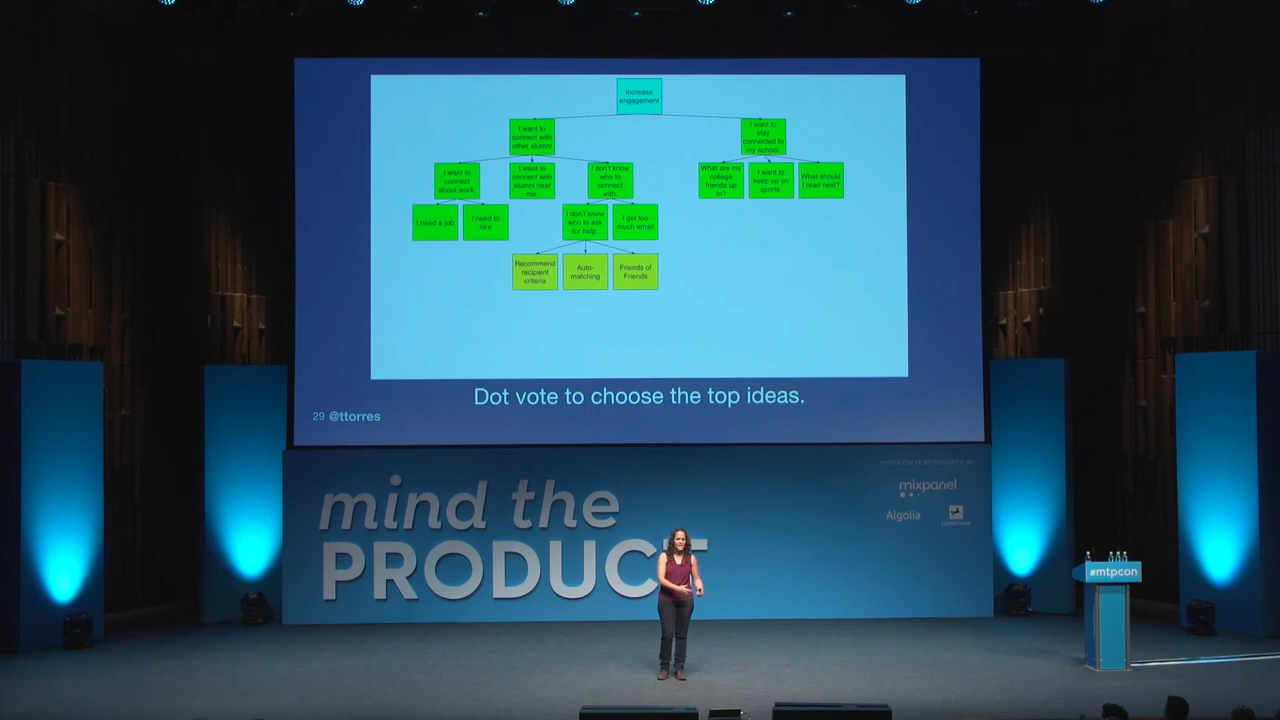 Increase
engagement
I want to
connect with
other alumni
I want to
stay
connected to
my school.
I want to
connect
about work.
I want to
connect with
alumni near
me.
I don't know
who to
connect
with.
What are my
college
friends up
to?
I want to
keep up on
sports.
What should
I read next?
I need a job
I need to
hire
I don't know
who to ask
for help.
I get too
much email
Recommend
recipient
criteria
Auto-
matching
Friends of
Friends
Dot vote to choose the top ideas.
29 @ttorres
#MTPCON IS SPONSORED BY
mixpanel
Algolia
mind the
PRODUCT
#mtpcon